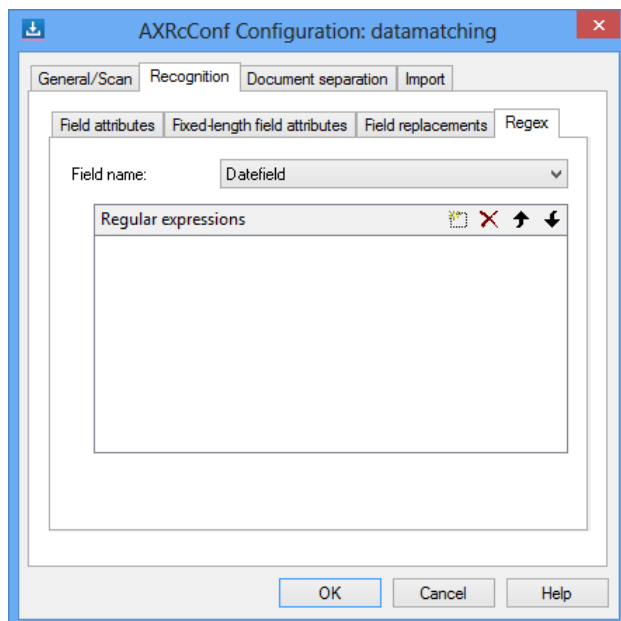 AXRcConf Configuration: datamatching
General/Scan Recognition Document separation Import
Field attributes Fixed-length field attributes Field replacements Regex
Field name: Datefield
Regular expressions
OK Cancel Help